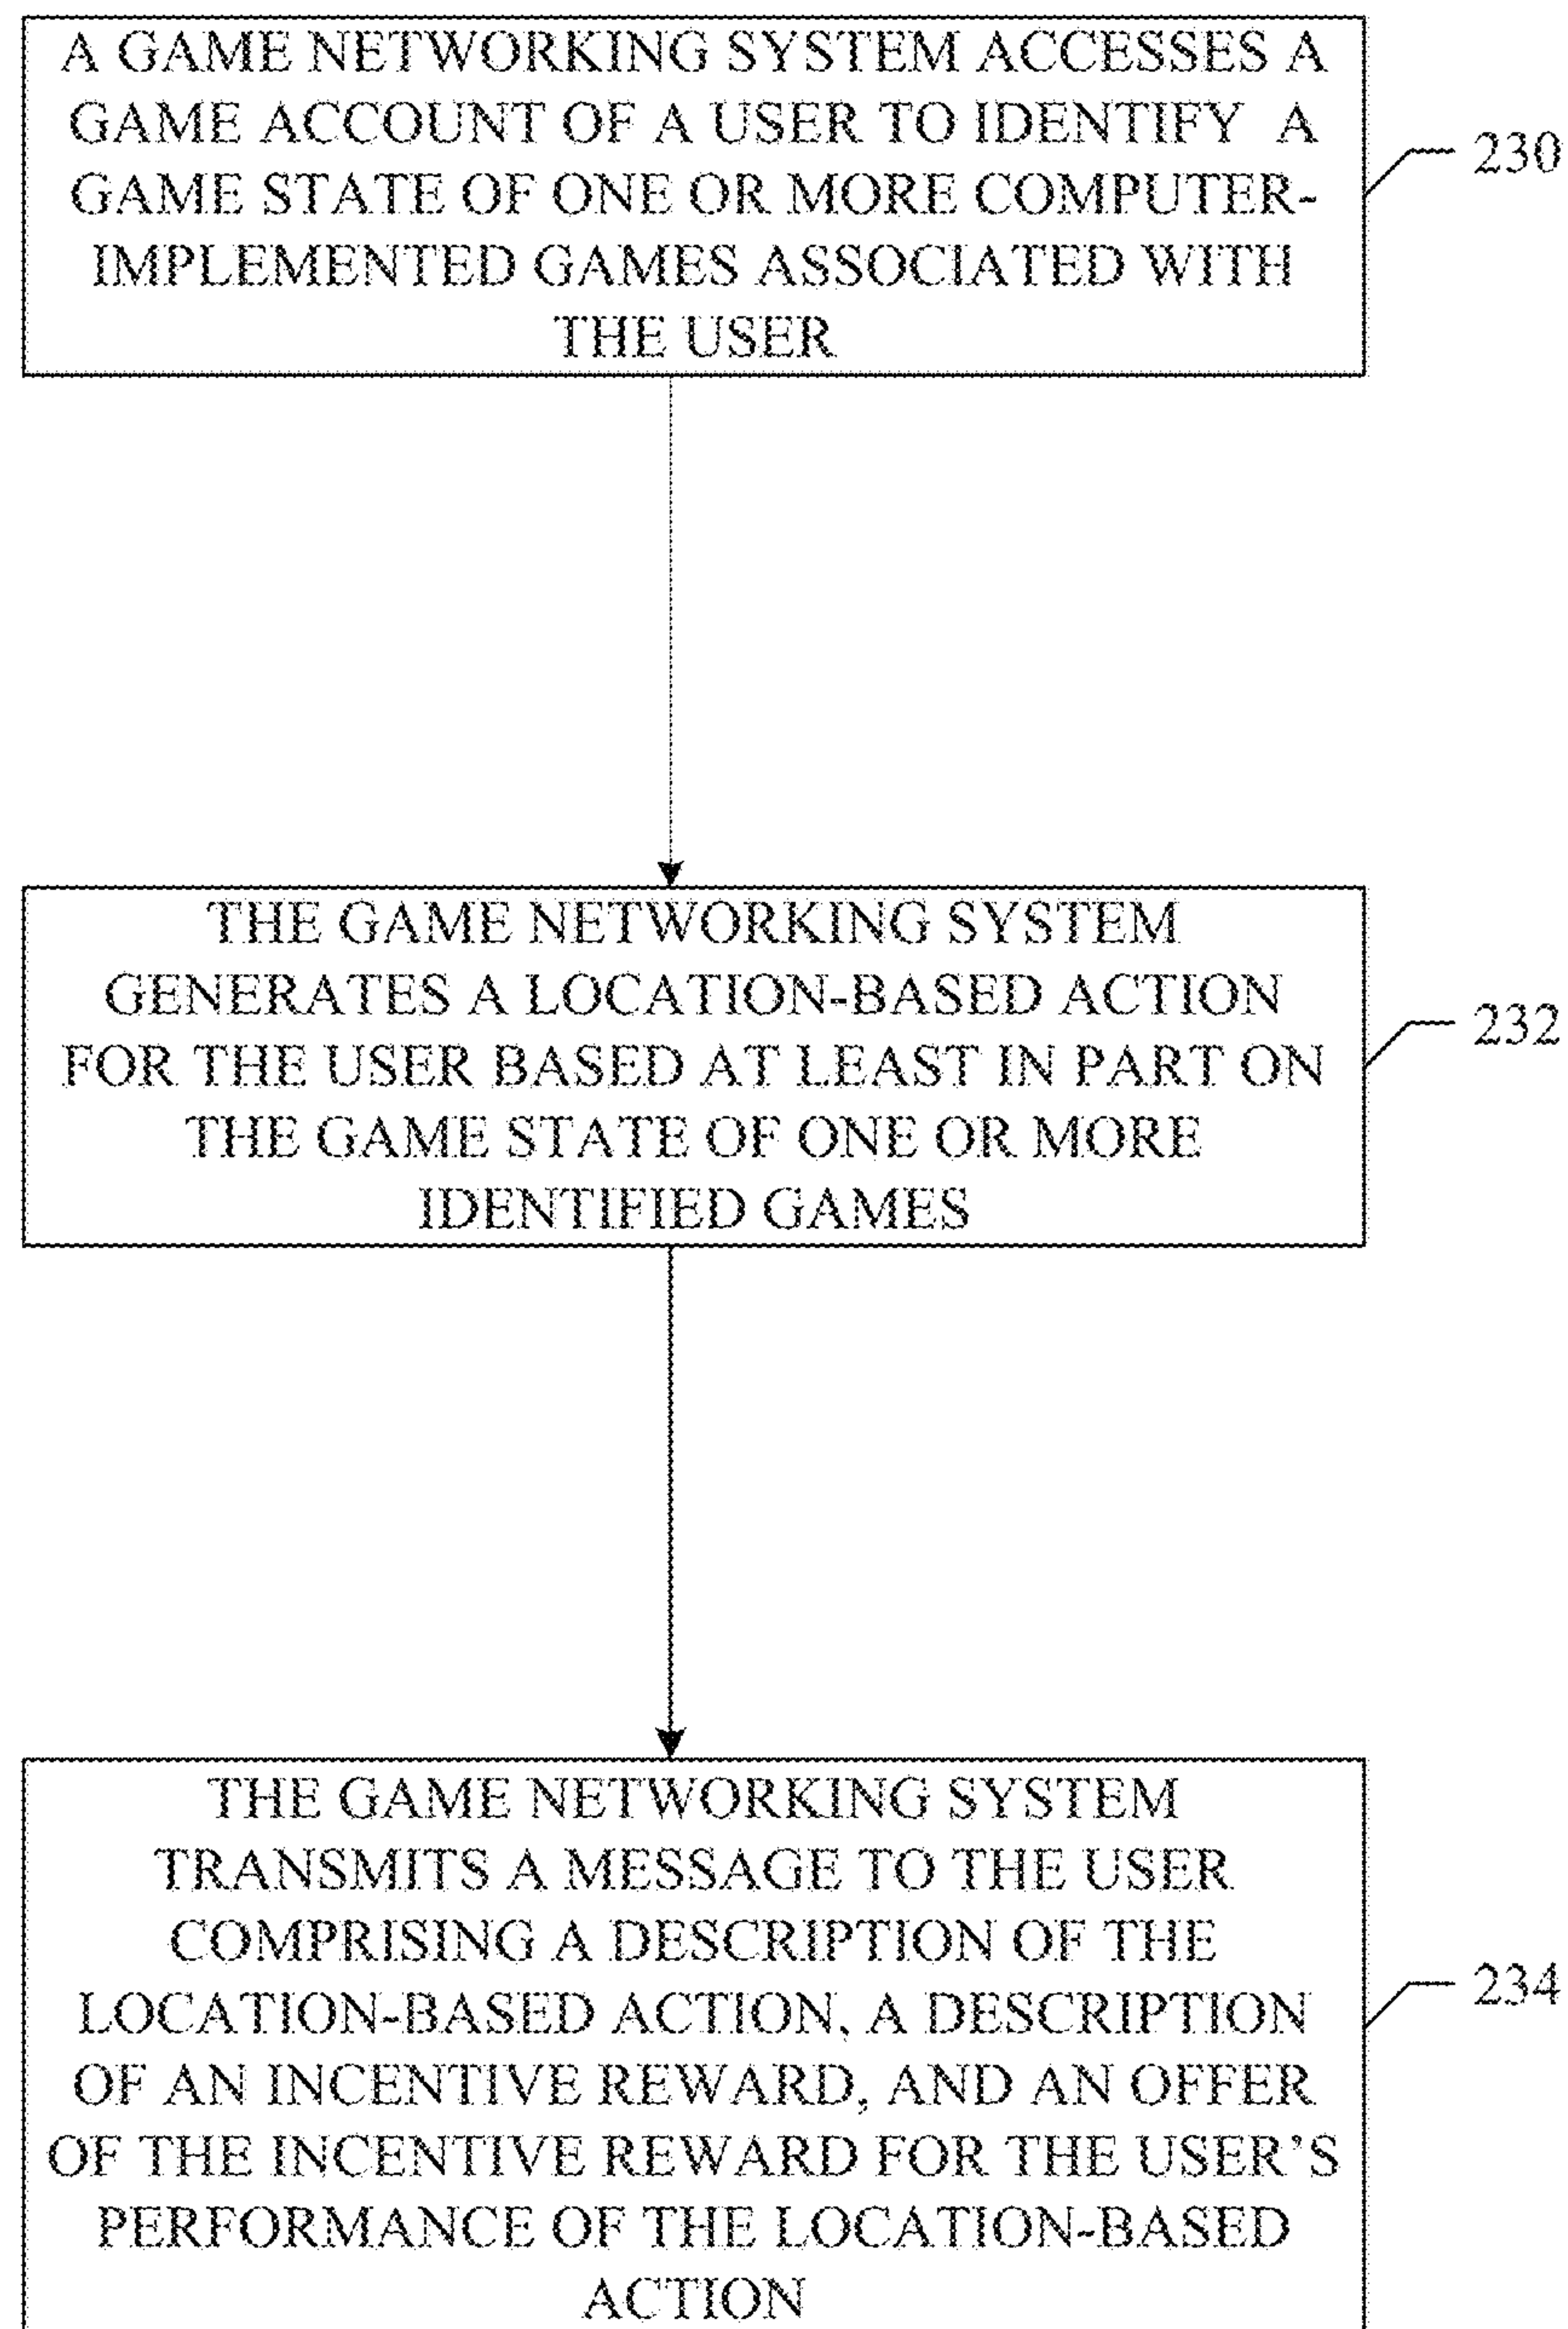 A GAME NETWORKING SYSTEM ACCESSES A
GAME ACCOUNT OF A USER TO IDENTIFY A
GAME STATE OF ONE OR MORE COMPUTER-
IMPLEMENTED GAMES ASSOCIATED WITH
THE USER
230
THE GAME NETWORKING SYSTEM
GENERATES A LOCATION-BASED ACTION
FOR THE USER BASED AT LEAST IN PART ON
THE GAME STATE OF ONE OR MORE
IDENTIFIED GAMES
232
THE GAME NETWORKING SYSTEM
TRANSMITS A MESSAGE TO THE USER
COMPRISING A DESCRIPTION OF THE
LOCATION-BASED ACTION, A DESCRIPTION
OF AN INCENTIVE REWARD, AND AN OFFER
OF THE INCENTIVE REWARD FOR THE USER’S
PERFORMANCE OF THE LOCATION-BASED
ACTION
234